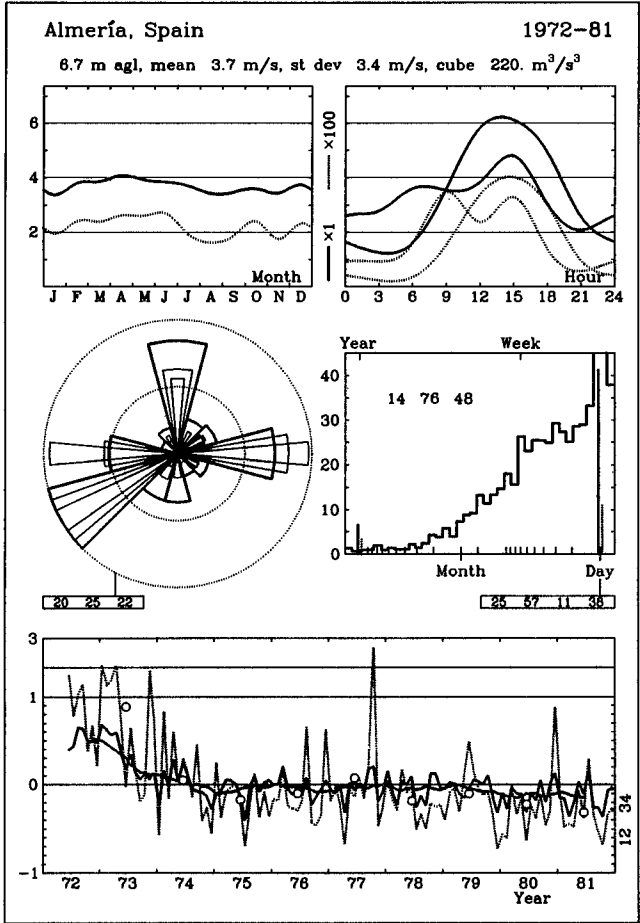 Almería, Spain 1972-81
6.7 m agl, mean 3.7 m/s, st dev 3.4 m/s, cube 220. m³/s³
6
4
2
×100
×1
Month
J F M A M J J A S O N D
Hour
0 3 6 9 12 15 18 21 24
Year Week
40
30
20
10
0
14 76 48
Month Day
20 25 22
25 57 11 38
3
1
0
-1
72 73 74 75 76 77 78 79 80 81
Year
12 34